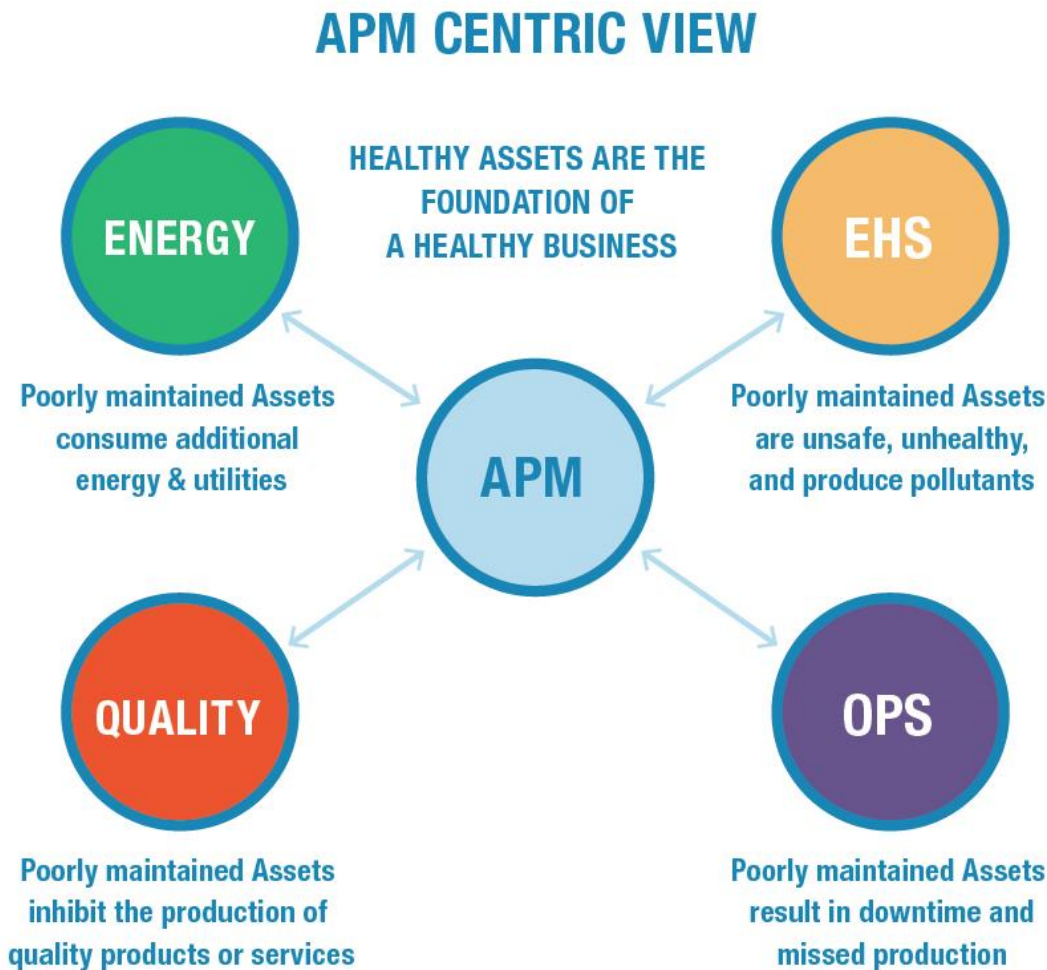 APM CENTRIC VIEW
HEALTHY ASSETS ARE THE
FOUNDATION OF
A HEALTHY BUSINESS
ENERGY
Poorly maintained Assets
consume additional
energy & utilities
EHS
Poorly maintained Assets
are unsafe, unhealthy,
and produce pollutants
APM
QUALITY
Poorly maintained Assets
inhibit the production of
quality products or services
OPS
Poorly maintained Assets
result in downtime and
missed production